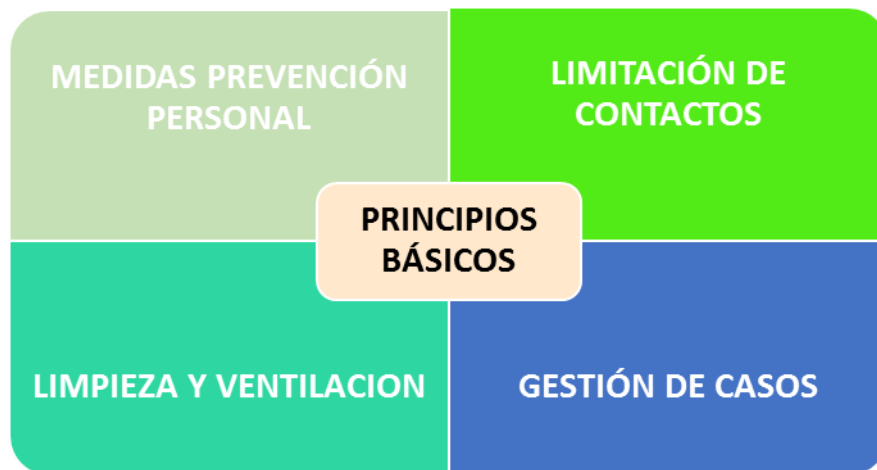 MEDIDAS PREVENCIÓN
PERSONAL
LIMITACIÓN DE
CONTACTOS
PRINCIPIOS
BÁSICOS
LIMPIEZA Y VENTILACION
GESTIÓN DE CASOS